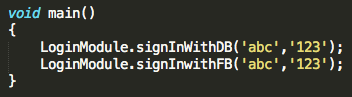 void main()
{
    LoginModule.signInWithDB('abc','123');
    LoginModule.signInwithFB('abc','123');
}